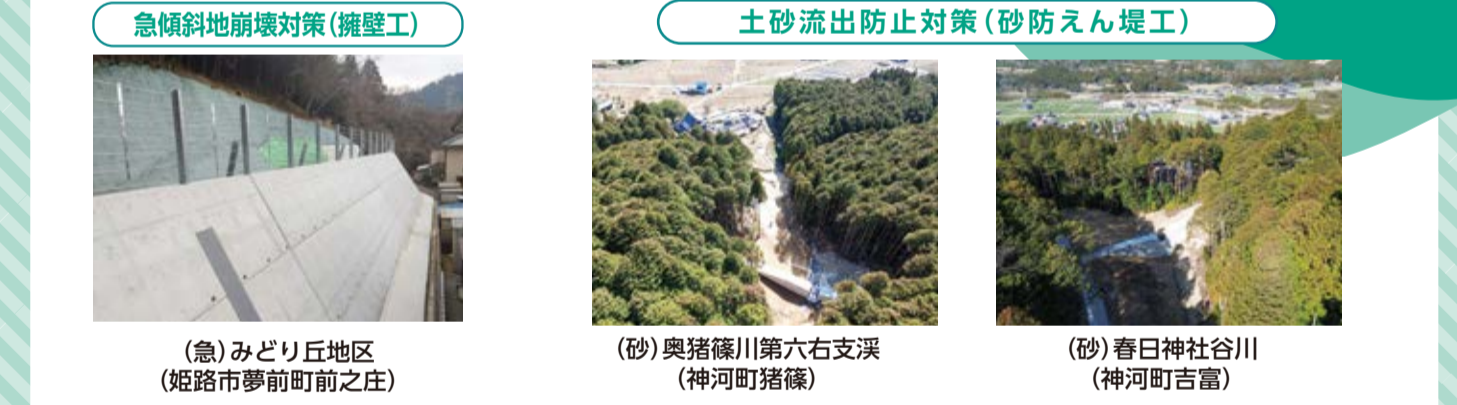 急傾斜地崩壊対策(擁壁工)
土砂流出防止対策(砂防えん堤工)
(急)みどり丘地区
(姫路市夢前町前之庄)
(砂)奥猪篠川第六右支渓
(神河町猪篠)
(砂)春日神社谷川
(神河町吉冨)